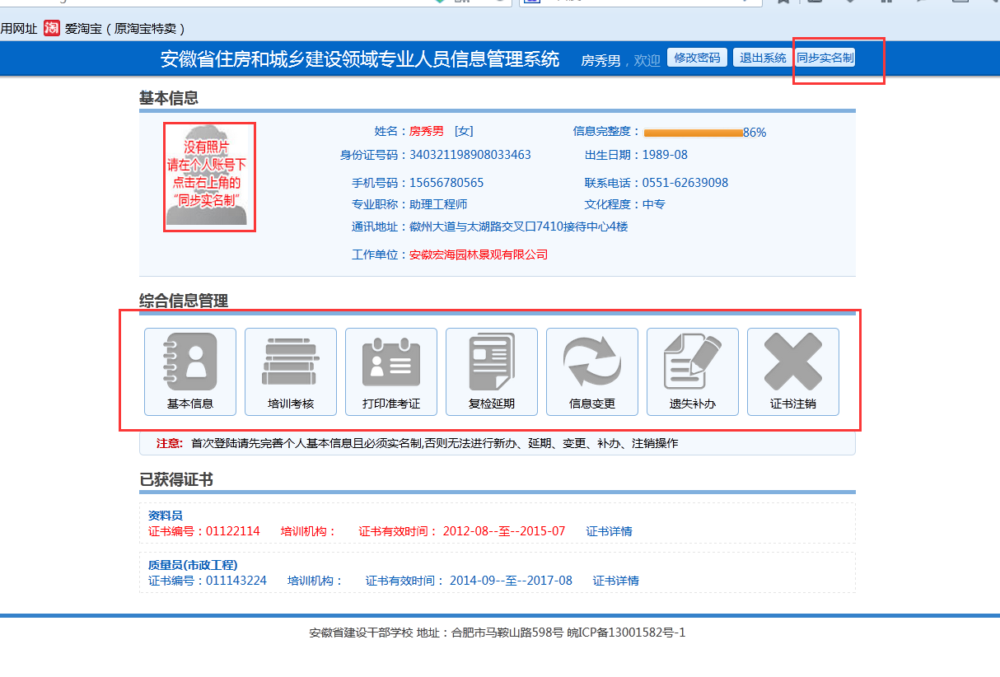 用网址 淘 爱淘宝（原淘宝特卖）
安徽省住房和城乡建设领域专业人员信息管理系统 房秀男，欢迎 修改密码 退出系统 同步实名制
基本信息
没有照片
请在个人账号下
点击右上角的
“同步实名制”
姓名：房秀男 [女] 信息完整度：86%
身份证号码：340321198908033463 出生日期：1989-08
手机号码：15656780565 联系电话：0551-62639098
专业职称：助理工程师 文化程度：中专
通讯地址：徽州大道与太湖路交叉口7410接待中心4楼
工作单位：安徽宏海园林景观有限公司
综合信息管理
基本信息 培训考核 打印准考证 复检延期 信息变更 遗失补办 证书注销
注意: 首次登陆请先完善个人基本信息且必须实名制,否则无法进行新办、延期、变更、补办、注销操作
已获得证书
资料员
证书编号：01122114 培训机构： 证书有效时间： 2012-08--至--2015-07 证书详情
质量员(市政工程)
证书编号：011143224 培训机构： 证书有效时间： 2014-09--至--2017-08 证书详情
安徽省建设干部学校 地址：合肥市马鞍山路598号 皖ICP备13001582号-1